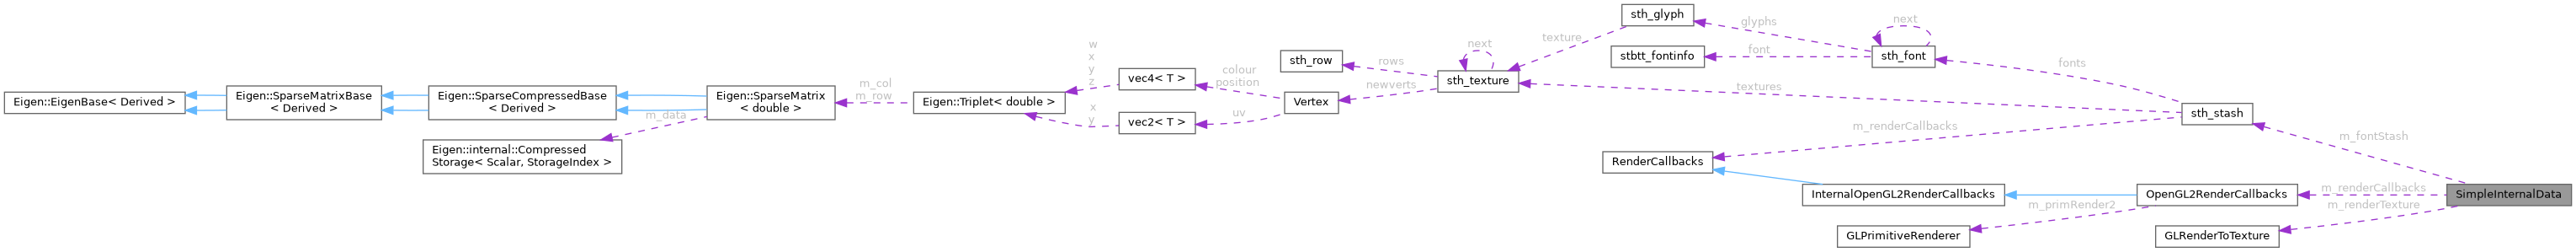 sth_glyph
glyphs
next
texture
next
sth_row
stbtt_fontinfo
font
sth_font
w
x
y
z
x
y
vec4< T >
colour
position
rows
sth_texture
fonts
m_col
m_row
newverts
textures
Eigen::EigenBase< Derived >
Eigen::SparseMatrixBase
< Derived >
Eigen::SparseCompressedBase
< Derived >
Eigen::SparseMatrix
< double >
Eigen::Triplet< double >
Vertex
sth_stash
m_data
vec2< T >
uv
m_renderCallbacks
m_fontStash
Eigen::internal::Compressed
Storage< Scalar, StorageIndex >
RenderCallbacks
InternalOpenGL2RenderCallbacks
OpenGL2RenderCallbacks
m_renderCallbacks
SimpleInternalData
m_primRender2
m_renderTexture
GLPrimitiveRenderer
GLRenderToTexture